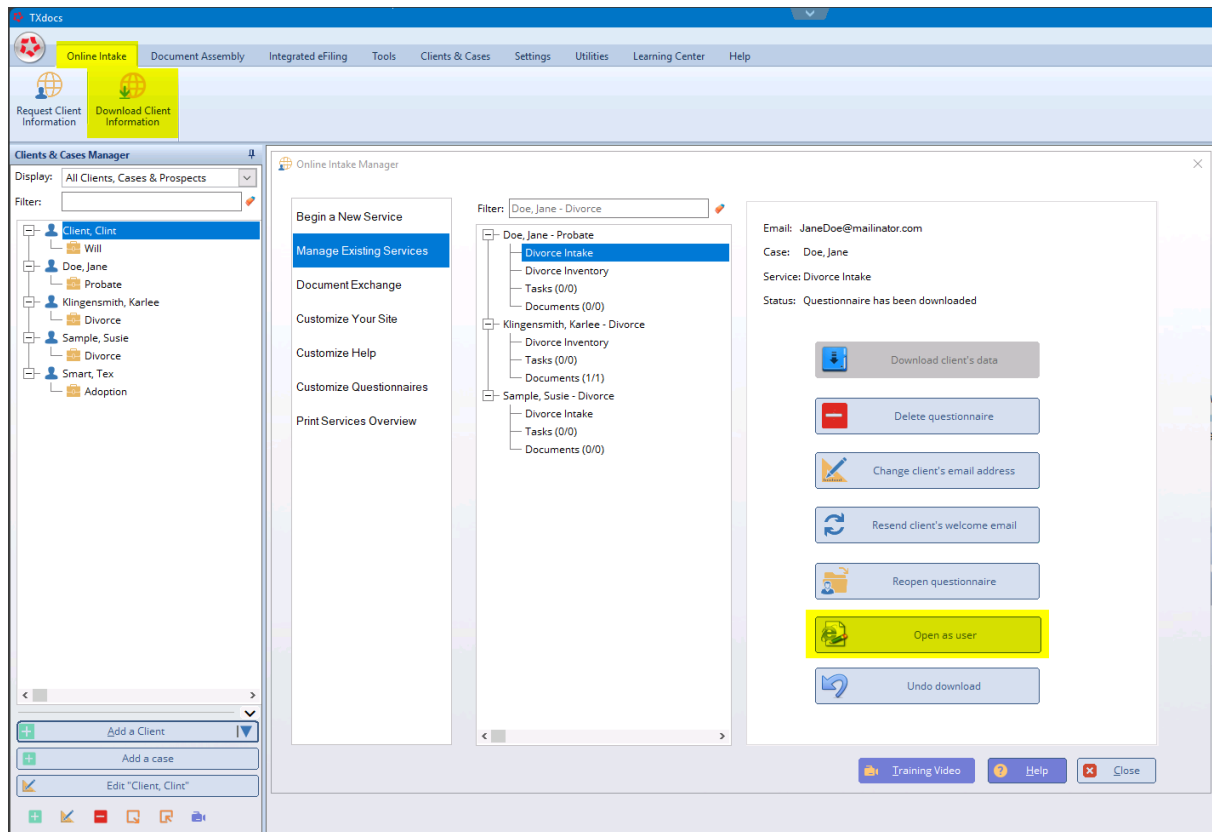 TXdocs
Online Intake Document Assembly Integrated eFiling Tools Clients & Cases Settings Utilities Learning Center Help
Request Client
Information
Download Client
Information
Clients & Cases Manager
Display: All Clients, Cases & Prospects
Filter:
Client, Clint
Will
Doe, Jane
Probate
Klingensmith, Karlee
Divorce
Sample, Susie
Divorce
Smart, Tex
Adoption
Add a Client
Add a case
Edit "Client, Clint"
Online Intake Manager
Begin a New Service
Manage Existing Services
Document Exchange
Customize Your Site
Customize Help
Customize Questionnaires
Print Services Overview
Filter: Doe, Jane - Divorce
Doe, Jane - Probate
Divorce Intake
Divorce Inventory
Tasks (0/0)
Documents (0/0)
Klingensmith, Karlee - Divorce
Divorce Inventory
Tasks (0/0)
Documents (1/1)
Sample, Susie - Divorce
Divorce Intake
Tasks (0/0)
Documents (0/0)
Email: JaneDoe@mailinator.com
Case: Doe, Jane
Service: Divorce Intake
Status: Questionnaire has been downloaded
Download client's data
Delete questionnaire
Change client's email address
Resend client's welcome email
Reopen questionnaire
Open as user
Undo download
Training Video Help Close